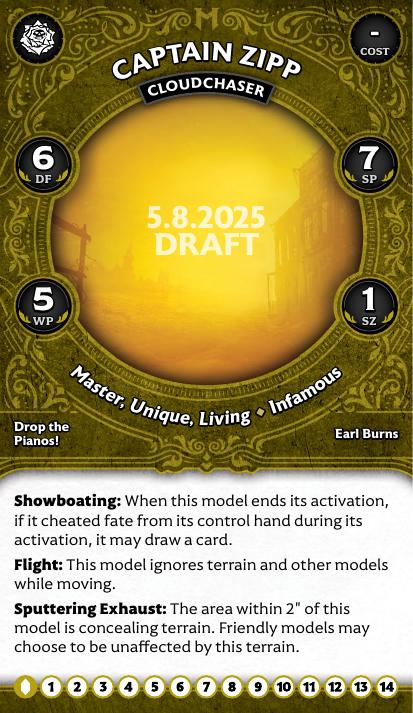 -
COST
CAPTAIN ZIPP
CLOUDCHASER
6
DF
7
SP
5.8.2025
DRAFT
5
WP
1
SZ
Master, Unique, Living ⬥ Infamous
Drop the
Pianos!
Earl Burns
Showboating: When this model ends its activation,
if it cheated fate from its control hand during its
activation, it may draw a card.
Flight: This model ignores terrain and other models
while moving.
Sputtering Exhaust: The area within 2" of this
model is concealing terrain. Friendly models may
choose to be unaffected by this terrain.
1 2 3 4 5 6 7 8 9 10 11 12 13 14